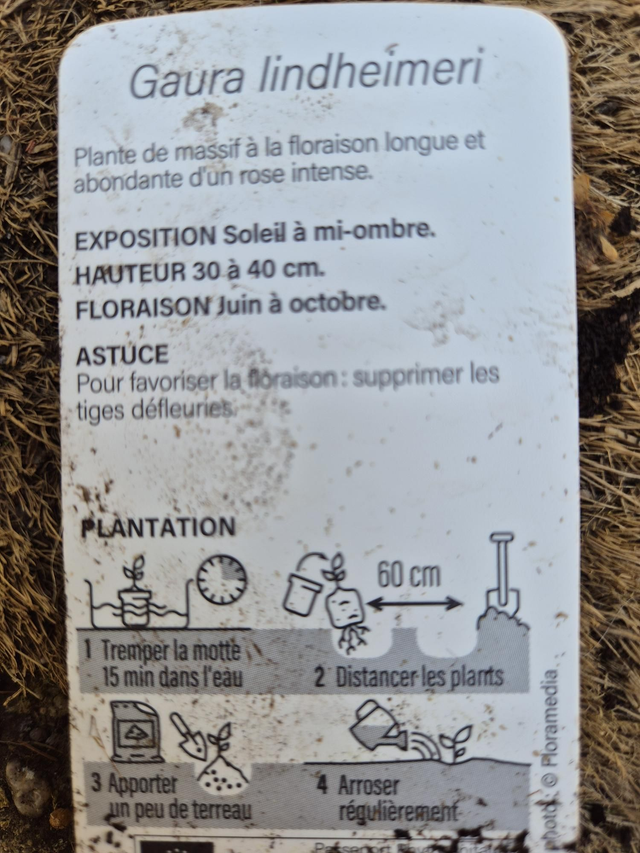 Gaura lindheimeri
Plante de massif à la floraison longue et
abondante d'un rose intense.
EXPOSITION Soleil à mi-ombre.
HAUTEUR 30 à 40 cm.
FLORAISON Juin à octobre.
ASTUCE
Pour favoriser la floraison : supprimer les
tiges défleuries.
PLANTATION
60 cm
1 Tremper la motte
15 min dans l'eau
2 Distancer les plants
3 Apporter
un peu de terreau
4 Arroser
régulièrement
photos © Floramedia